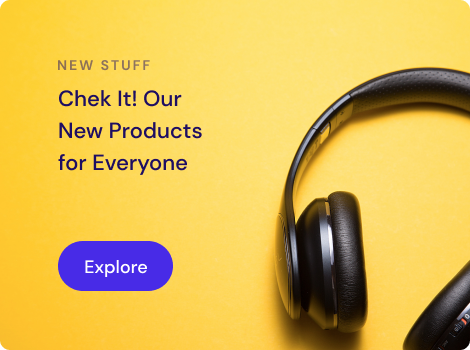 NEW STUFF
Chek It! Our
New Products
for Everyone
Explore